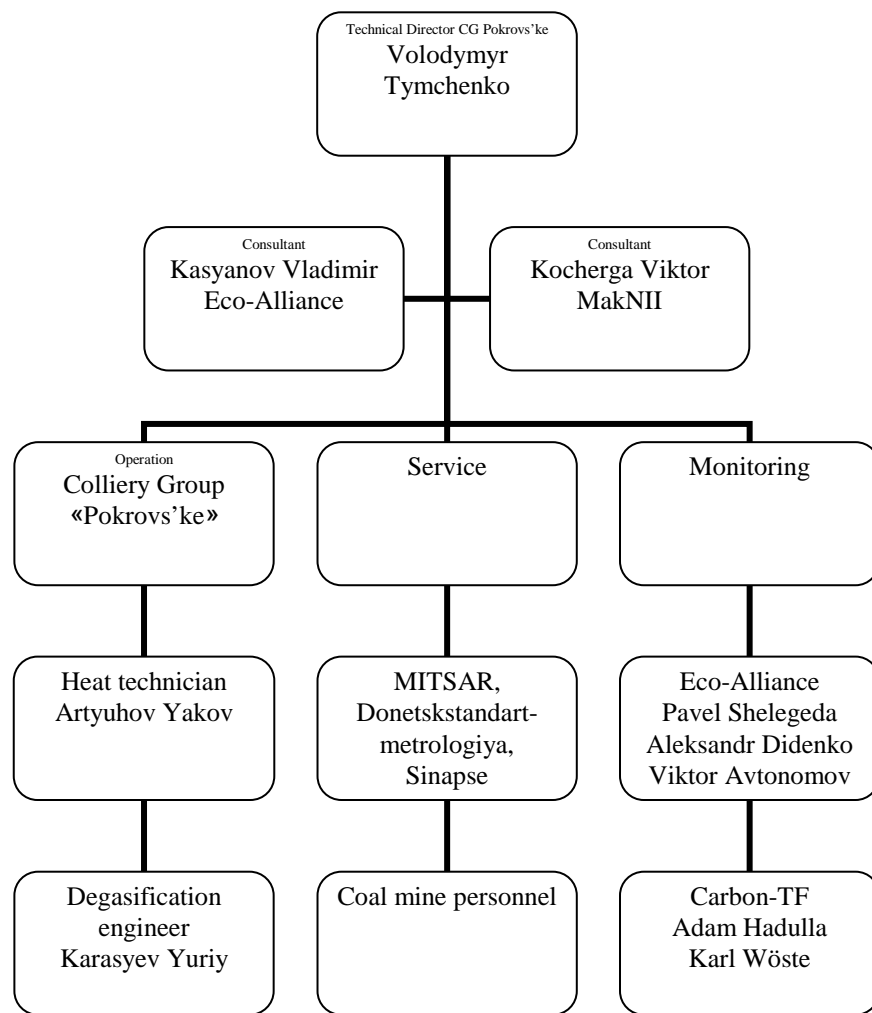 Technical Director CG Pokrovs’ke
Volodymyr
Tymchenko
Consultant
Kasyanov Vladimir
Eco-Alliance
Consultant
Kocherga Viktor
MakNII
Operation
Colliery Group
«Pokrovs’ke»
Service
Monitoring
Heat technician
Artyuhov Yakov
MITSAR,
Donetskstandart-
metrologiya,
Sinapse
Eco-Alliance
Pavel Shelegeda
Aleksandr Didenko
Viktor Avtonomov
Degasification
engineer
Karasyev Yuriy
Coal mine personnel
Carbon-TF
Adam Hadulla
Karl Wöste